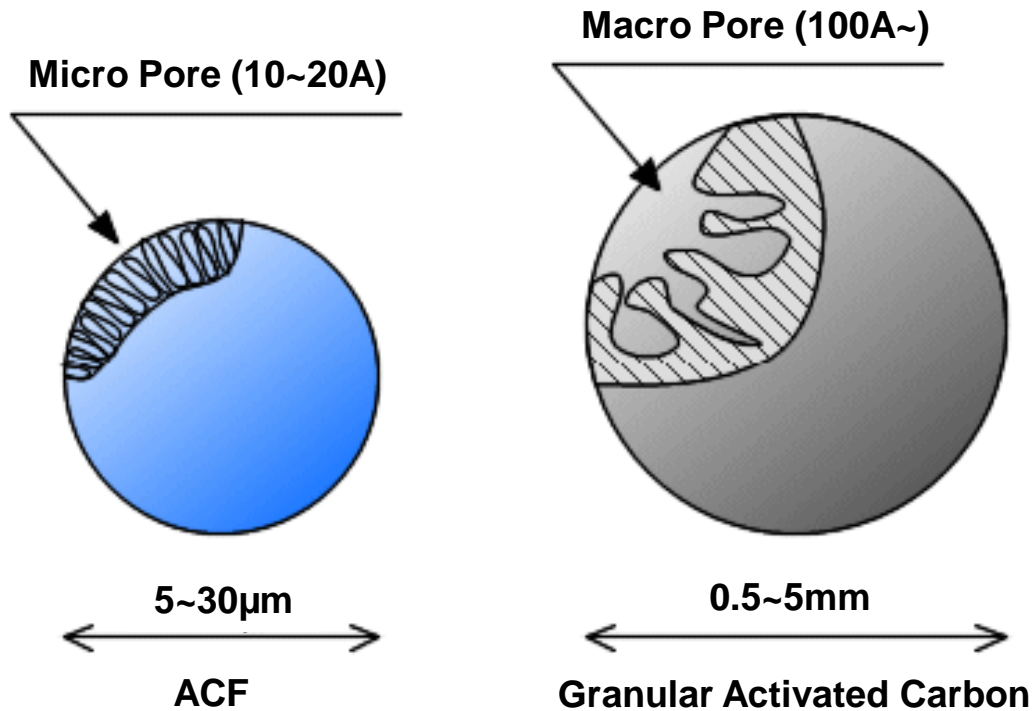 Macro Pore (100A~)
Micro Pore (10~20A)
5~30µm
0.5~5mm
ACF
Granular Activated Carbon